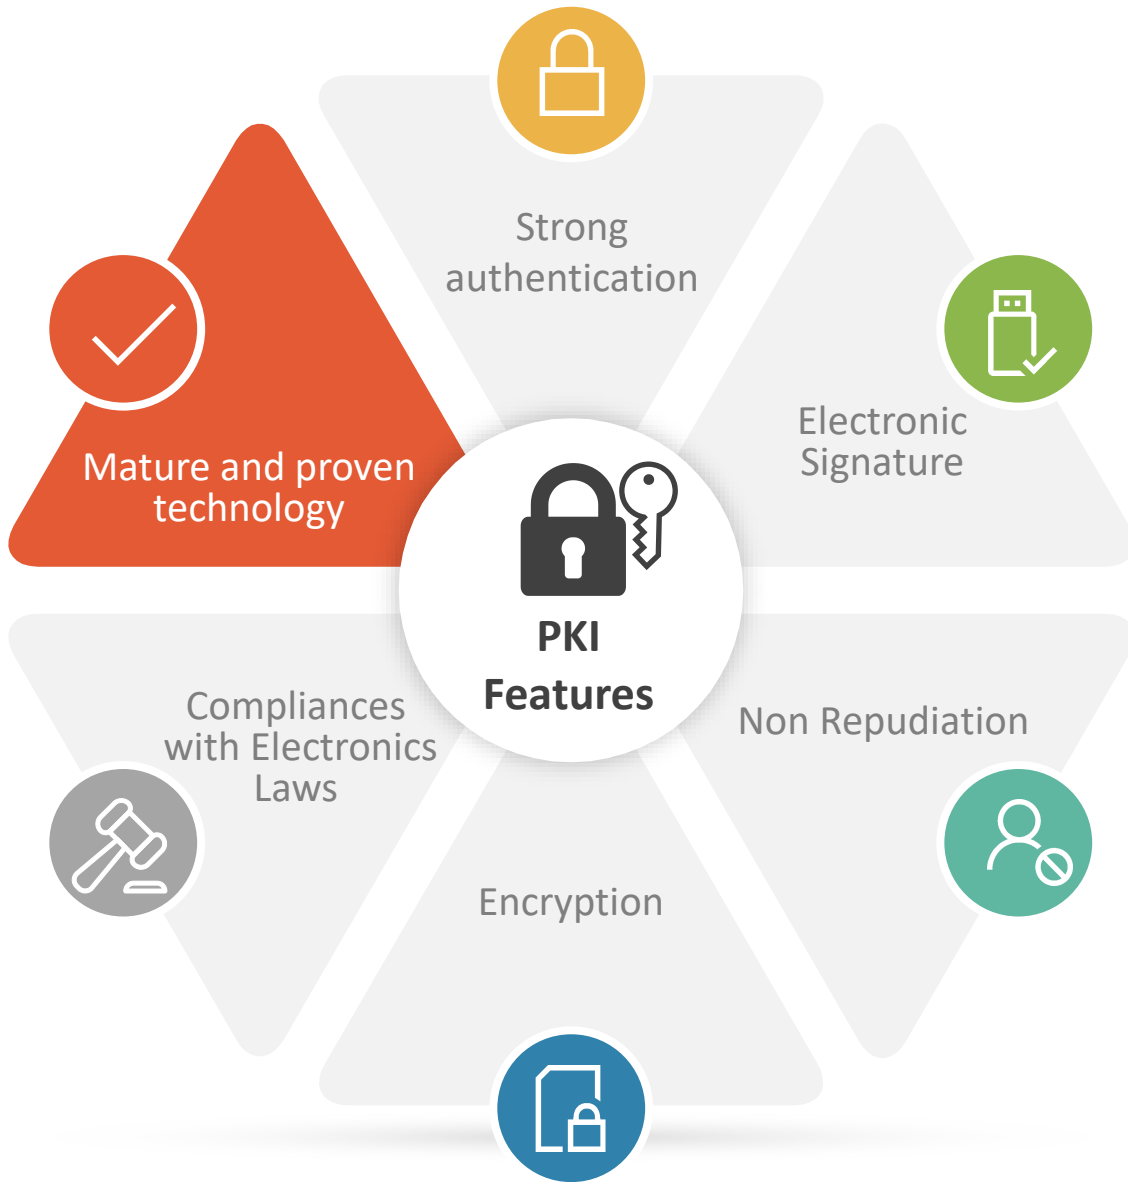 Strong
authentication
Electronic
Signature
Mature and proven
technology
PKI
Features
Compliances
with Electronics
Laws
Non Repudiation
Encryption